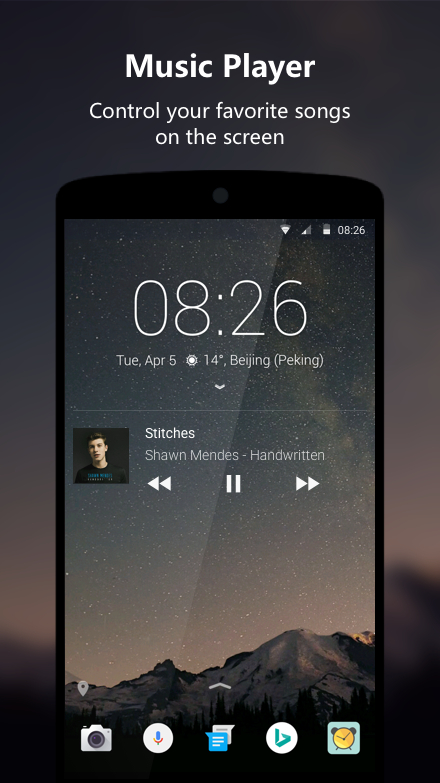 Music Player
Control your favorite songs
on the screen
08:26
08:26
Tue, Apr 5 14°, Beijing (Peking)
Stitches
Shawn Mendes - Handwritten